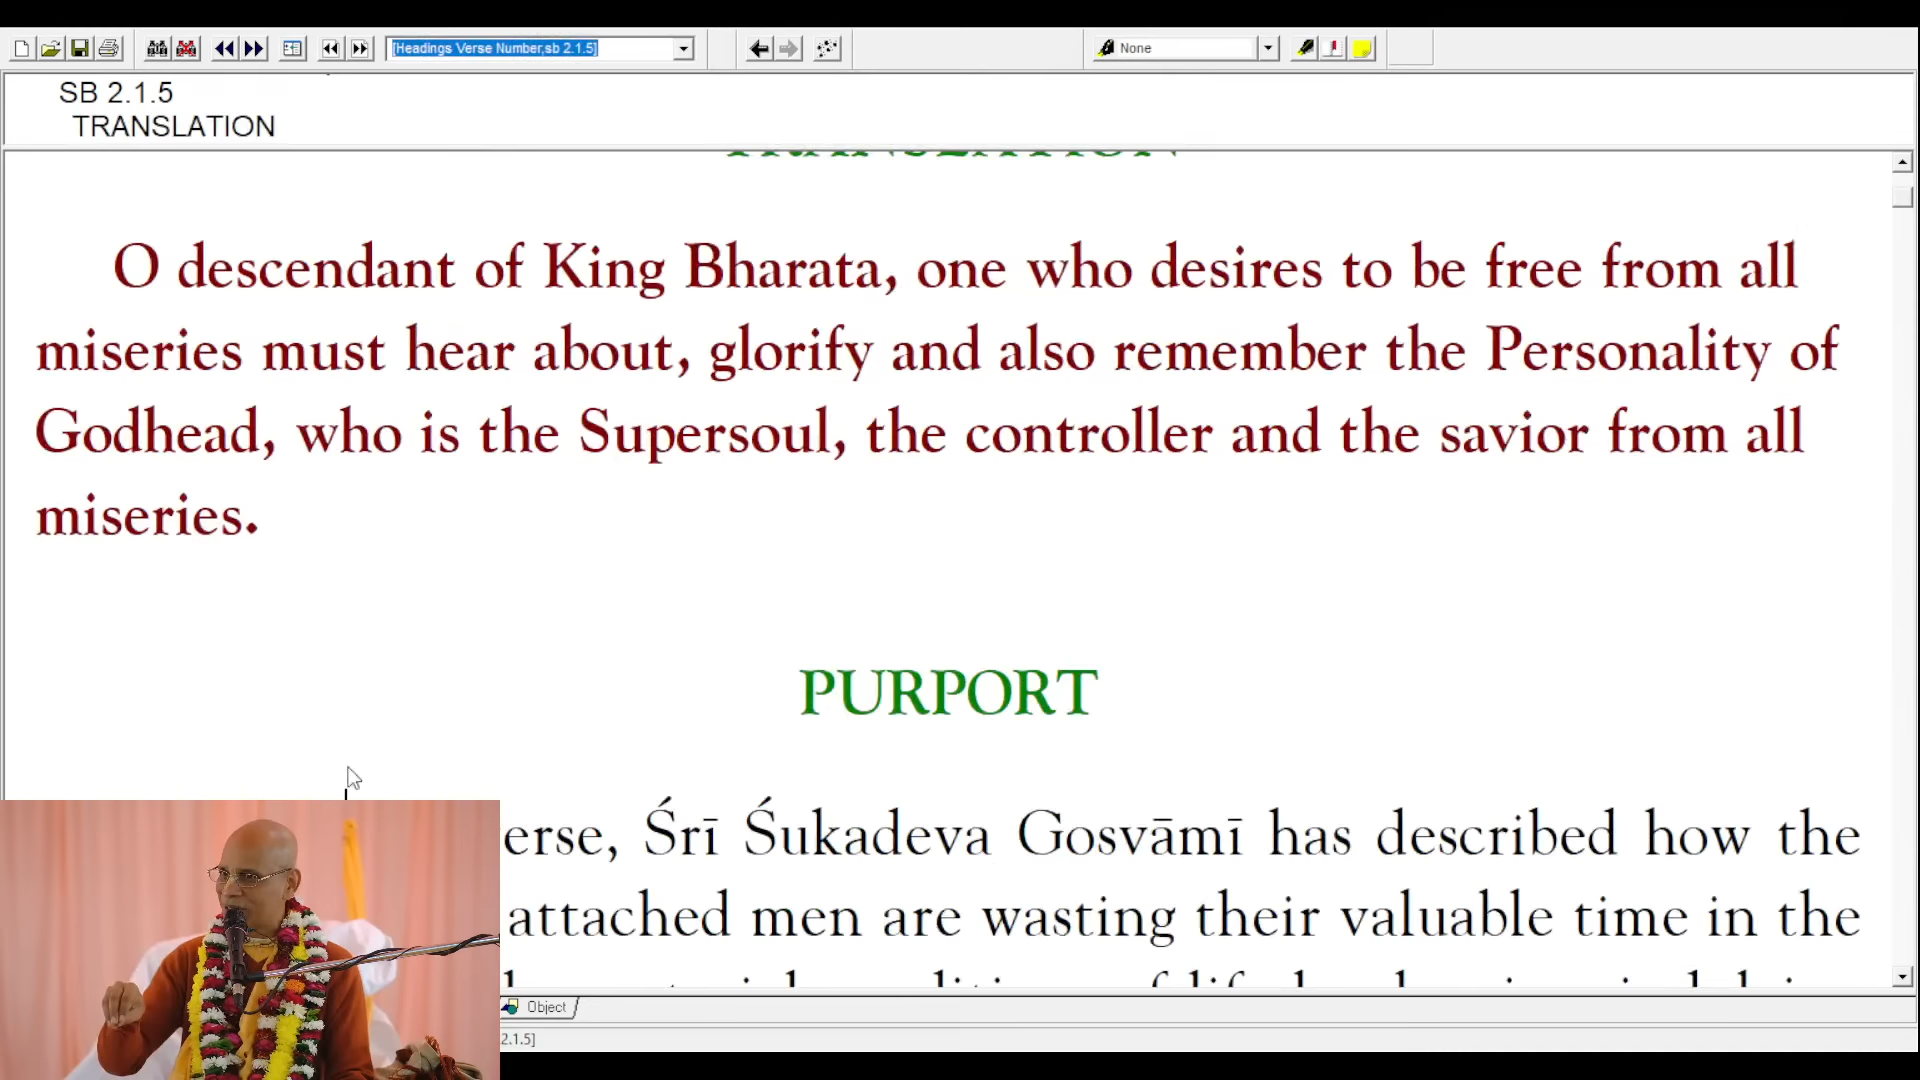 [Headings Verse Number,sb 2.1.5]
None
SB 2.1.5
TRANSLATION
TRANSLATION
O descendant of King Bharata, one who desires to be free from all
miseries must hear about, glorify and also remember the Personality of
Godhead, who is the Supersoul, the controller and the savior from all
miseries.
PURPORT
erse, Śrī Śukadeva Gosvāmī has described how the
attached men are wasting their valuable time in the
Object
2.1.5]